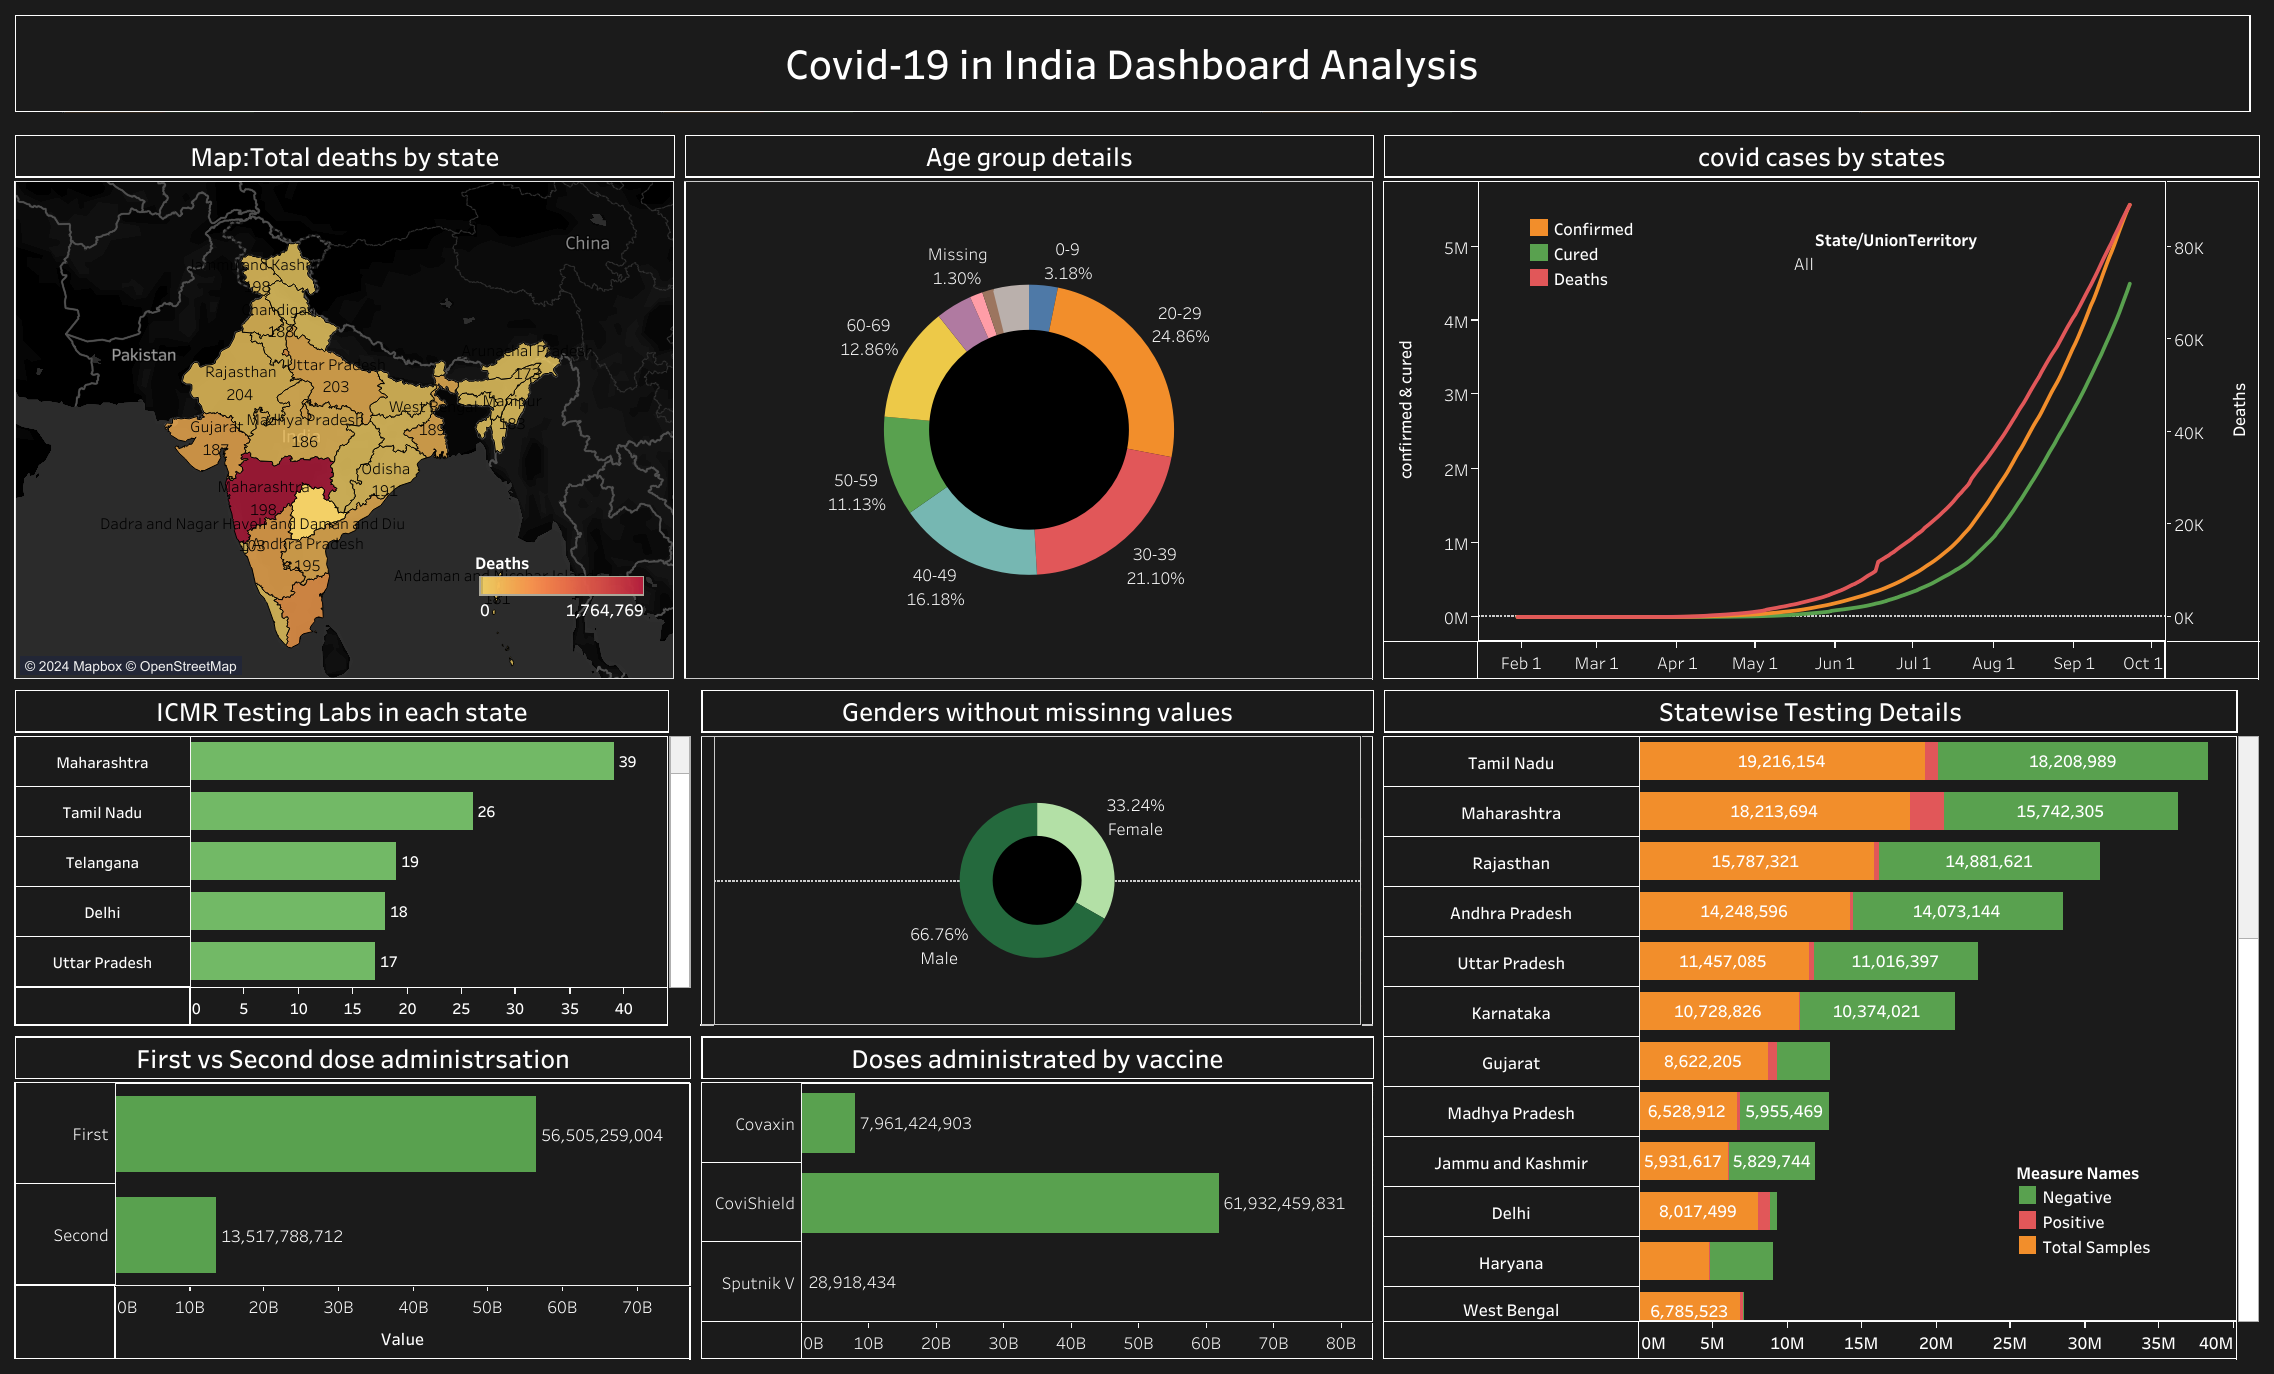 Covid-19 in India Dashboard Analysis
Map:Total deaths by state
China
Pakistan
Rajasthan
204
Uttar Pradesh
203
Gujarat
187
Madhya Pradesh
186
India
West Bengal
189
Manipur
183
Arunachal Pradesh
173
Odisha
191
Maharashtra
198
Dadra and Nagar Haveli and Daman and Diu
103
Andhra Pradesh
195
188
Deaths
0
1,764,769
© 2024 Mapbox © OpenStreetMap
Age group details
Missing
1.30%
0-9
3.18%
20-29
24.86%
30-39
21.10%
40-49
16.18%
50-59
11.13%
60-69
12.86%
covid cases by states
Confirmed
Cured
Deaths
State/UnionTerritory
All
confirmed & cured
5M
4M
3M
2M
1M
0M
80K
60K
40K
20K
0K
Deaths
Feb 1 Mar 1 Apr 1 May 1 Jun 1 Jul 1 Aug 1 Sep 1 Oct 1
ICMR Testing Labs in each state
Maharashtra 39
Tamil Nadu 26
Telangana 19
Delhi 18
Uttar Pradesh 17
0 5 10 15 20 25 30 35 40
Genders without missinng values
33.24%
Female
66.76%
Male
Statewise Testing Details
Tamil Nadu 19,216,154 18,208,989
Maharashtra 18,213,694 15,742,305
Rajasthan 15,787,321 14,881,621
Andhra Pradesh 14,248,596 14,073,144
Uttar Pradesh 11,457,085 11,016,397
Karnataka 10,728,826 10,374,021
Gujarat 8,622,205
Madhya Pradesh 6,528,912 5,955,469
Jammu and Kashmir 5,931,617 5,829,744
Delhi 8,017,499
Haryana
West Bengal 6,785,523
Measure Names
Negative
Positive
Total Samples
0M 5M 10M 15M 20M 25M 30M 35M 40M
First vs Second dose administrsation
First 56,505,259,004
Second 13,517,788,712
0B 10B 20B 30B 40B 50B 60B 70B
Value
Doses administrated by vaccine
Covaxin 7,961,424,903
CoviShield 61,932,459,831
Sputnik V 28,918,434
0B 10B 20B 30B 40B 50B 60B 70B 80B